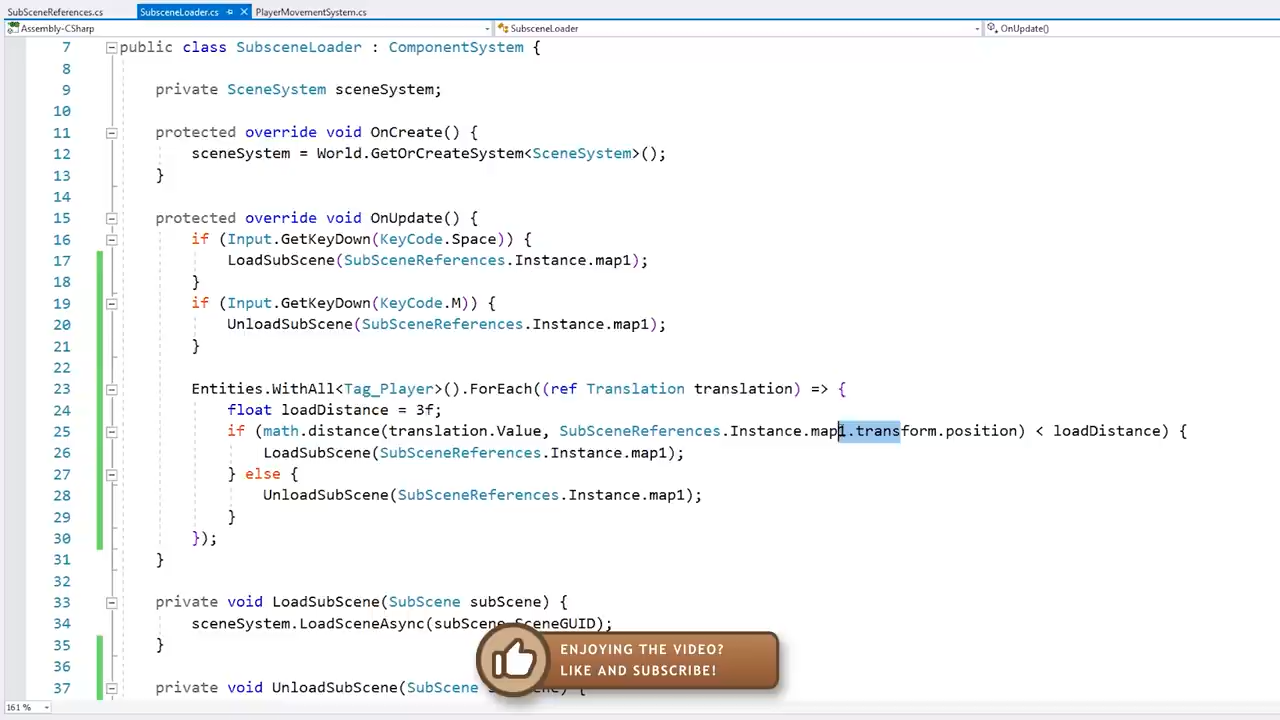 SubSceneReferences.cs SubsceneLoader.cs PlayerMovementSystem.cs
Assembly-CSharp SubsceneLoader OnUpdate()
7 public class SubsceneLoader : ComponentSystem {
8
9 private SceneSystem sceneSystem;
10
11 protected override void OnCreate() {
12 sceneSystem = World.GetOrCreateSystem<SceneSystem>();
13 }
14
15 protected override void OnUpdate() {
16 if (Input.GetKeyDown(KeyCode.Space)) {
17 LoadSubScene(SubSceneReferences.Instance.map1);
18 }
19 if (Input.GetKeyDown(KeyCode.M)) {
20 UnloadSubScene(SubSceneReferences.Instance.map1);
21 }
22
23 Entities.WithAll<Tag_Player>().ForEach((ref Translation translation) => {
24 float loadDistance = 3f;
25 if (math.distance(translation.Value, SubSceneReferences.Instance.map1.transform.position) < loadDistance) {
26 LoadSubScene(SubSceneReferences.Instance.map1);
27 } else {
28 UnloadSubScene(SubSceneReferences.Instance.map1);
29 }
30 });
31 }
32
33 private void LoadSubScene(SubScene subScene) {
34 sceneSystem.LoadSceneAsync(subScene.SceneGUID);
35 }
36
37 private void UnloadSubScene(SubScene {
ENJOYING THE VIDEO?
LIKE AND SUBSCRIBE!
161 %